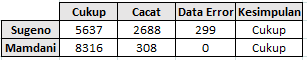 Cukup Cacat Data Error Kesimpulan
Sugeno 5637 2688 299 Cukup
Mamdani 8316 308 0 Cukup